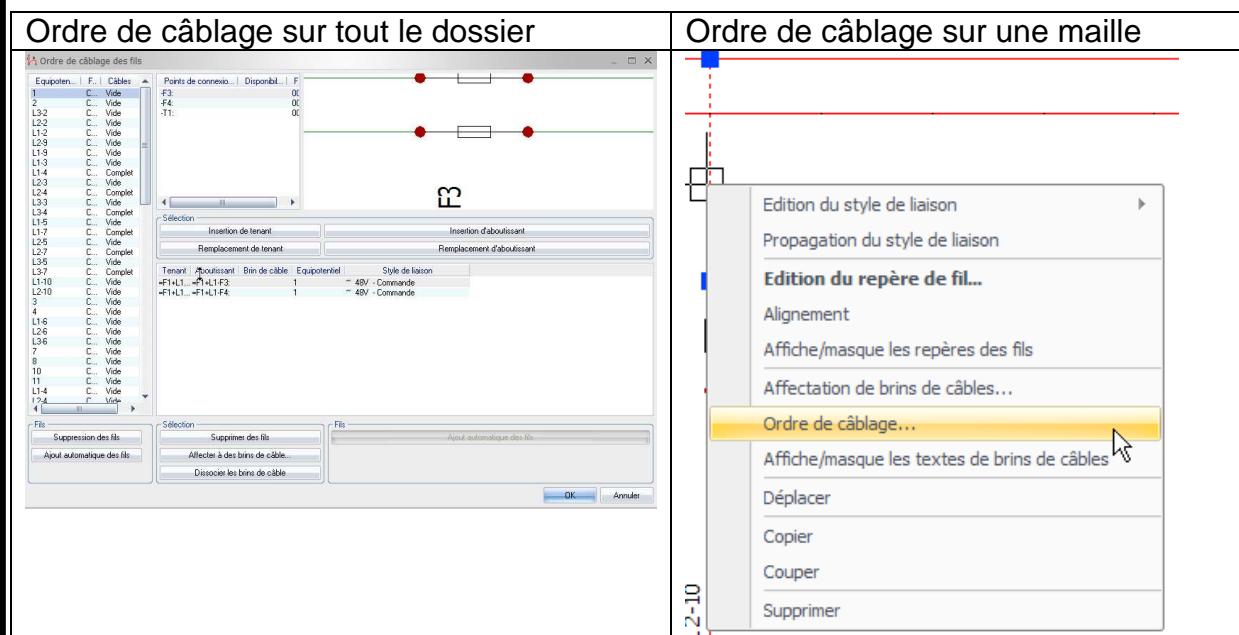 Ordre de câblage sur tout le dossier
Ordre de câblage des fils
Equipoten... F... Câbles
1 C... Vide
2 C... Vide
L3-2 C... Vide
L2-2 C... Vide
L1-2 C... Vide
L2-9 C... Vide
L1-9 C... Vide
L1-3 C... Vide
L1-4 C... Complet
L2-3 C... Vide
L2-4 C... Complet
L3-3 C... Vide
L3-4 C... Complet
L1-5 C... Vide
L1-7 C... Complet
L2-5 C... Vide
L2-7 C... Complet
L3-5 C... Vide
L3-7 C... Complet
L1-10 C... Vide
L2-10 C... Vide
3 C... Vide
4 C... Vide
L1-6 C... Vide
L2-6 C... Vide
L3-6 C... Vide
7 C... Vide
8 C... Vide
10 C... Vide
11 C... Vide
L1-4 C... Vide
Points de connexio... Disponibil... F
-F3:
-F4:
-T1:
F3
Sélection
Insertion de tenant Insertion d'aboutissant
Remplacement de tenant Remplacement d'aboutissant
Tenant Aboutissant Brin de câble Equipotentiel Style de liaison
=F1+L1... =F1+L1-F3: 1 ~ 48V - Commande
=F1+L1... =F1+L1-F4: 1 ~ 48V - Commande
Fils
Suppression des fils
Ajout automatique des fils
Sélection
Supprimer des fils
Affecter à des brins de câble...
Dissocier les brins de câble
Fils
Ajout automatique des fils
OK Annuler
Ordre de câblage sur une maille
Edition du style de liaison
Propagation du style de liaison
Edition du repère de fil...
Alignement
Affiche/masque les repères des fils
Affectation de brins de câbles...
Ordre de câblage...
Affiche/masque les textes de brins de câbles
Déplacer
Copier
Couper
Supprimer
2-10